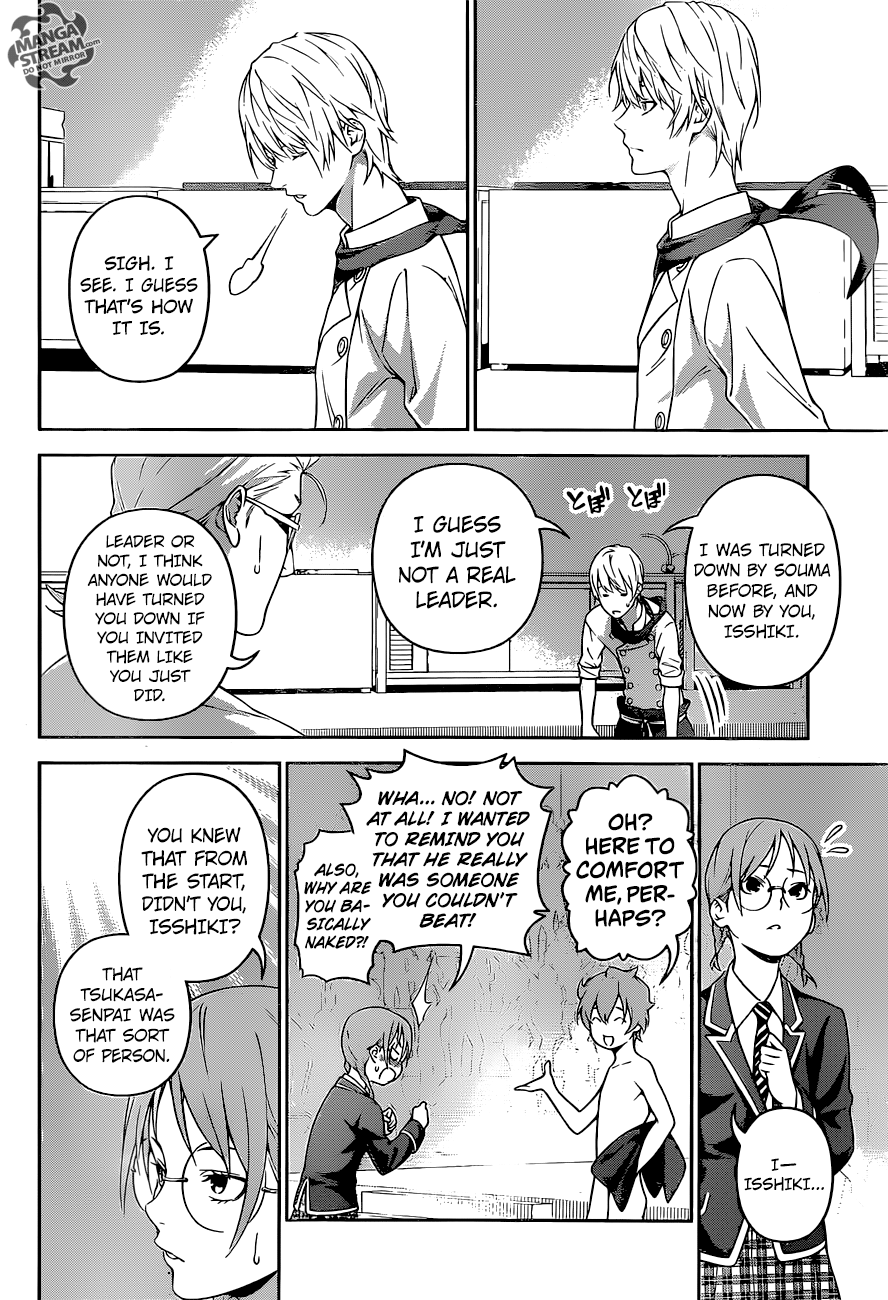 MANGA
STREAM.com
DO NOT MIRROR
SIGH. I
SEE. I GUESS
THAT'S HOW
IT IS.
I WAS TURNED
DOWN BY SOUMA
BEFORE, AND
NOW BY YOU,
ISSHIKI.
とぼ とぼ
I GUESS
I'M JUST
NOT A REAL
LEADER.
LEADER OR
NOT, I THINK
ANYONE WOULD
HAVE TURNED
YOU DOWN IF
YOU INVITED
THEM LIKE
YOU JUST
DID.
I—
ISSHIKI...
OH?
HERE TO
COMFORT
ME, PER-
HAPS?
WHA... NO! NOT
AT ALL! I WANTED
TO REMIND YOU
THAT HE REALLY
WAS SOMEONE
YOU COULDN'T
BEAT!
ALSO,
WHY ARE
YOU BA-
SICALLY
NAKED?!
YOU KNEW
THAT FROM
THE START,
DIDN'T YOU,
ISSHIKI?
THAT
TSUKASA-
SENPAI WAS
THAT SORT
OF PERSON.